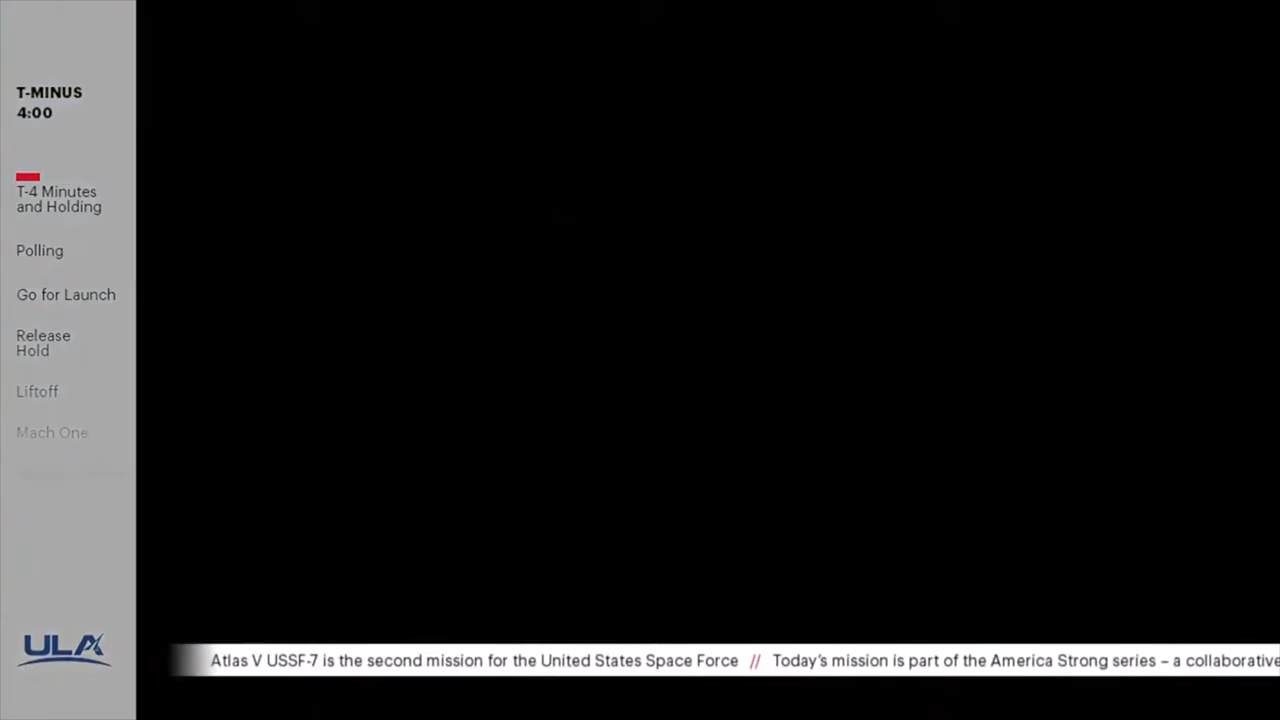 T-MINUS
4:00
T-4 Minutes
and Holding
Polling
Go for Launch
Release
Hold
Liftoff
Mach One
ULA
Atlas V USSF-7 is the second mission for the United States Space Force // Today's mission is part of the America Strong series – a collaborative